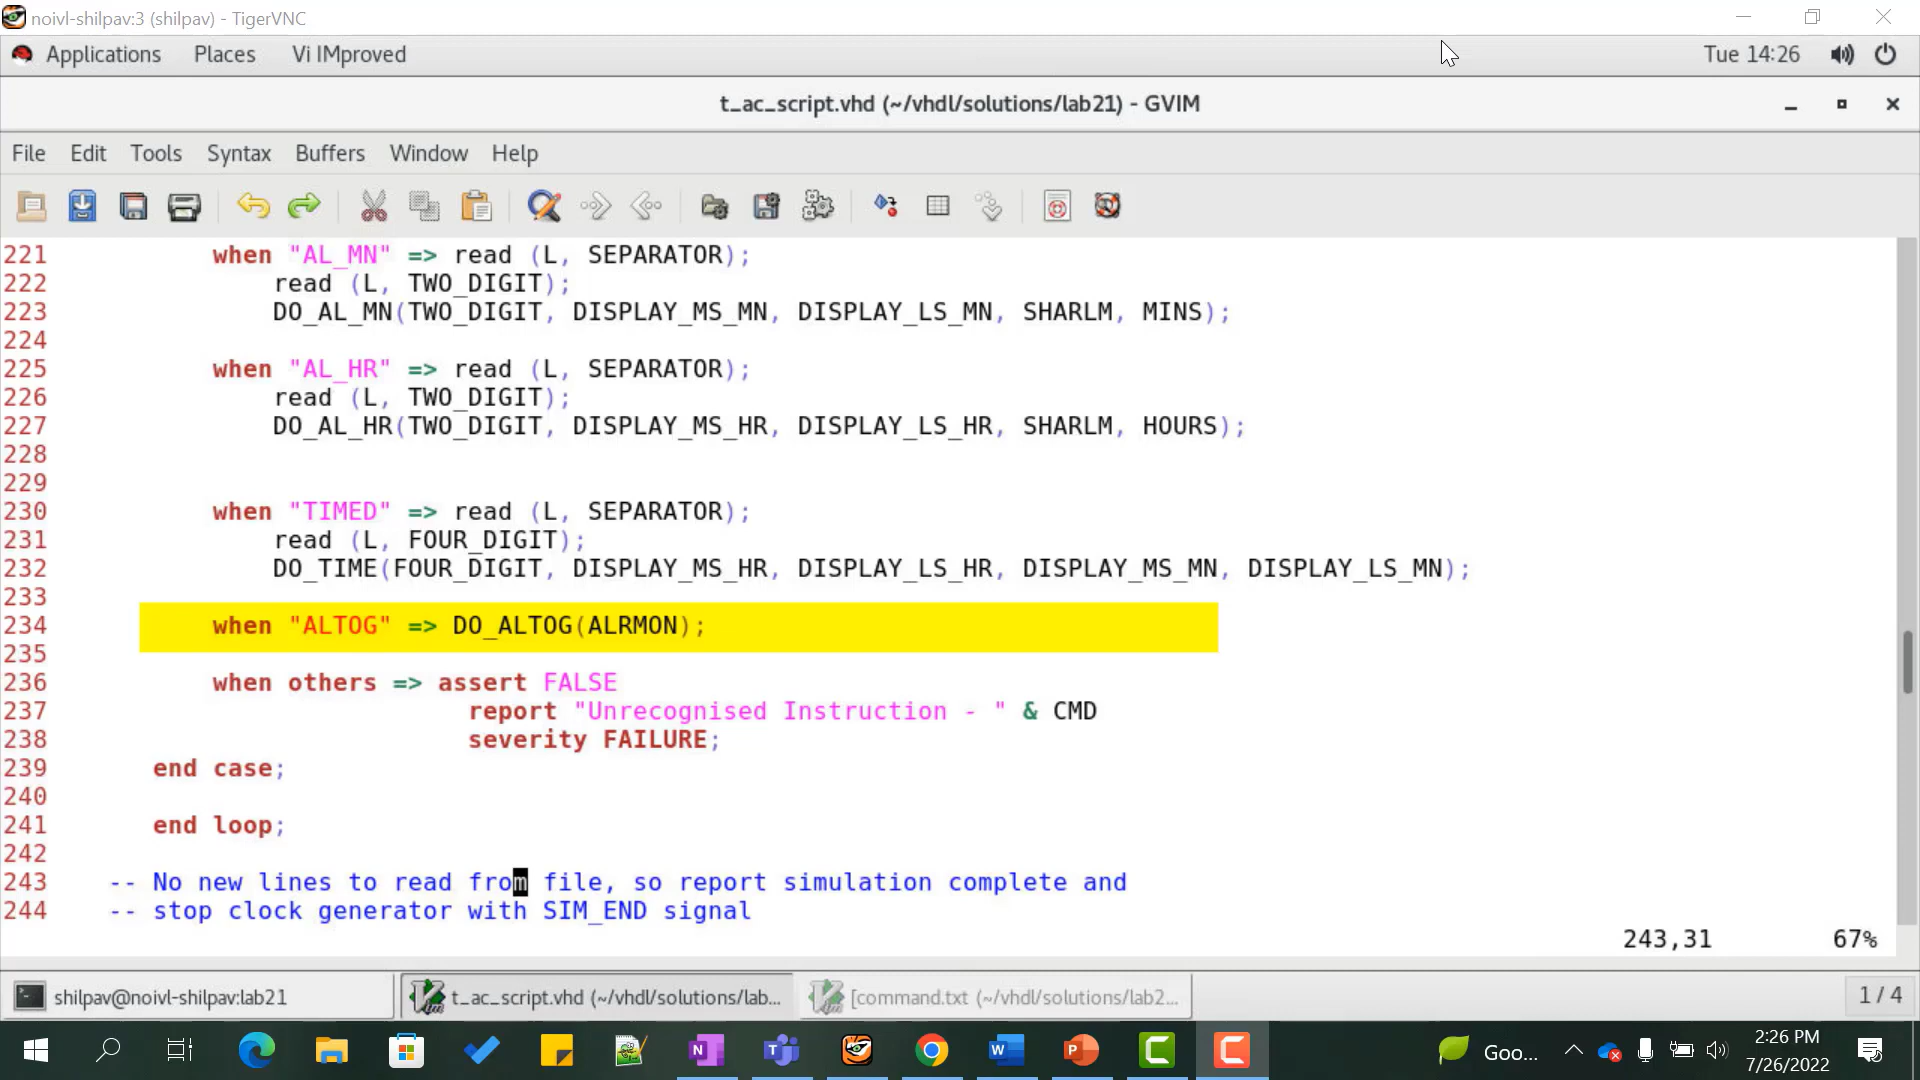 noivl-shilpav:3 (shilpav) - TigerVNC
Applications Places Vi IMproved Tue 14:26
t_ac_script.vhd (~/vhdl/solutions/lab21) - GVIM
File Edit Tools Syntax Buffers Window Help
221 when "AL_MN" => read (L, SEPARATOR);
222 read (L, TWO_DIGIT);
223 DO_AL_MN(TWO_DIGIT, DISPLAY_MS_MN, DISPLAY_LS_MN, SHARLM, MINS);
224
225 when "AL_HR" => read (L, SEPARATOR);
226 read (L, TWO_DIGIT);
227 DO_AL_HR(TWO_DIGIT, DISPLAY_MS_HR, DISPLAY_LS_HR, SHARLM, HOURS);
228
229
230 when "TIMED" => read (L, SEPARATOR);
231 read (L, FOUR_DIGIT);
232 DO_TIME(FOUR_DIGIT, DISPLAY_MS_HR, DISPLAY_LS_HR, DISPLAY_MS_MN, DISPLAY_LS_MN);
233
234 when "ALTOG" => DO_ALTOG(ALRMON);
235
236 when others => assert FALSE
237 report "Unrecognised Instruction - " & CMD
238 severity FAILURE;
239 end case;
240
241 end loop;
242
243 -- No new lines to read from file, so report simulation complete and
244 -- stop clock generator with SIM_END signal
243,31 67%
shilpav@noivl-shilpav:lab21 t_ac_script.vhd (~/vhdl/solutions/lab... [command.txt (~/vhdl/solutions/lab2... 1 / 4
Goo... 2:26 PM
7/26/2022